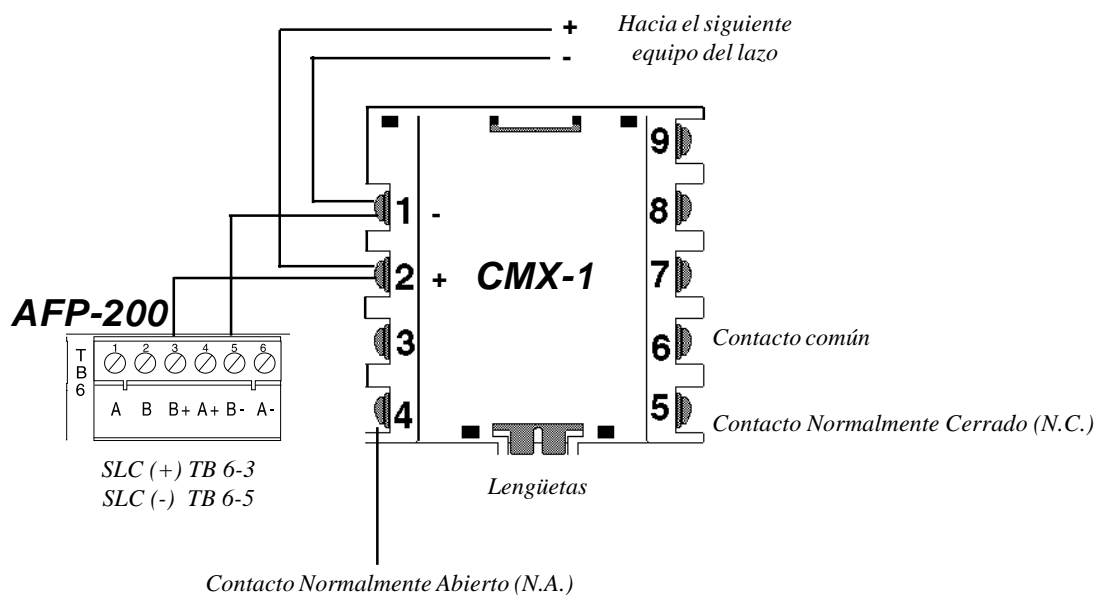 + Hacia el siguiente
- equipo del lazo
9
1 - 8
2 + CMX-1 7
AFP-200
3 6 Contacto común
4 5 Contacto Normalmente Cerrado (N.C.)
TB6
1 2 3 4 5 6
A B B+ A+ B- A-
SLC (+) TB 6-3
SLC (-) TB 6-5
Lengüetas
Contacto Normalmente Abierto (N.A.)